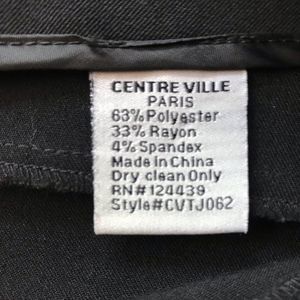 CENTRE VILLE
PARIS
63% Polyester
33% Rayon
4% Spandex
Made in China
Dry clean Only
RN#124439
Style#CVTJ062